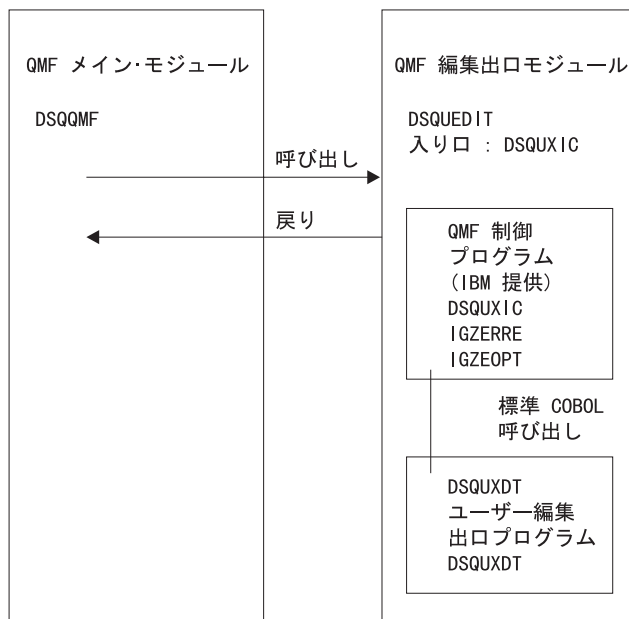 QMF メイン・モジュール
DSQQMF
呼び出し
戻り
QMF 編集出口モジュール
DSQUEDIT
入り口 : DSQUXIC
QMF 制御
プログラム
(IBM 提供)
DSQUXIC
IGZERRE
IGZEOPT
標準 COBOL
呼び出し
DSQUXDT
ユーザー編集
出口プログラム
DSQUXDT